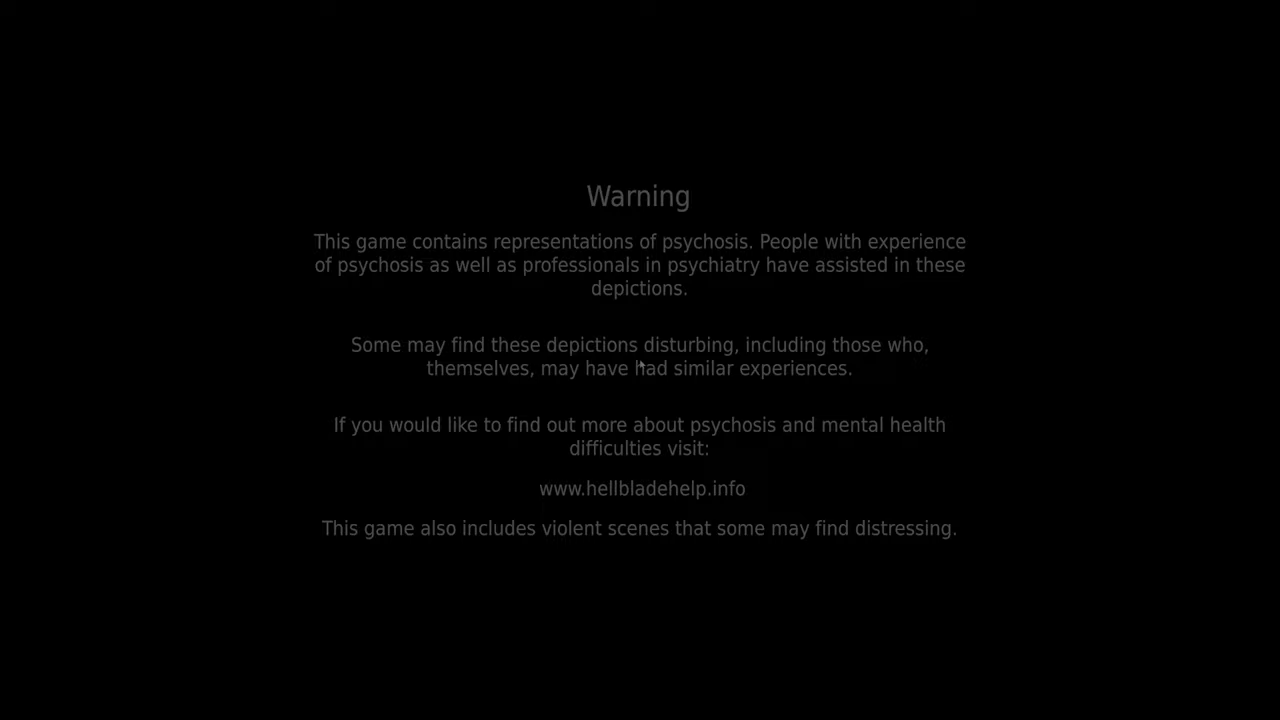 Warning
This game contains representations of psychosis. People with experience
of psychosis as well as professionals in psychiatry have assisted in these
depictions.
Some may find these depictions disturbing, including those who,
themselves, may have had similar experiences.
If you would like to find out more about psychosis and mental health
difficulties visit:
www.hellbladehelp.info
This game also includes violent scenes that some may find distressing.